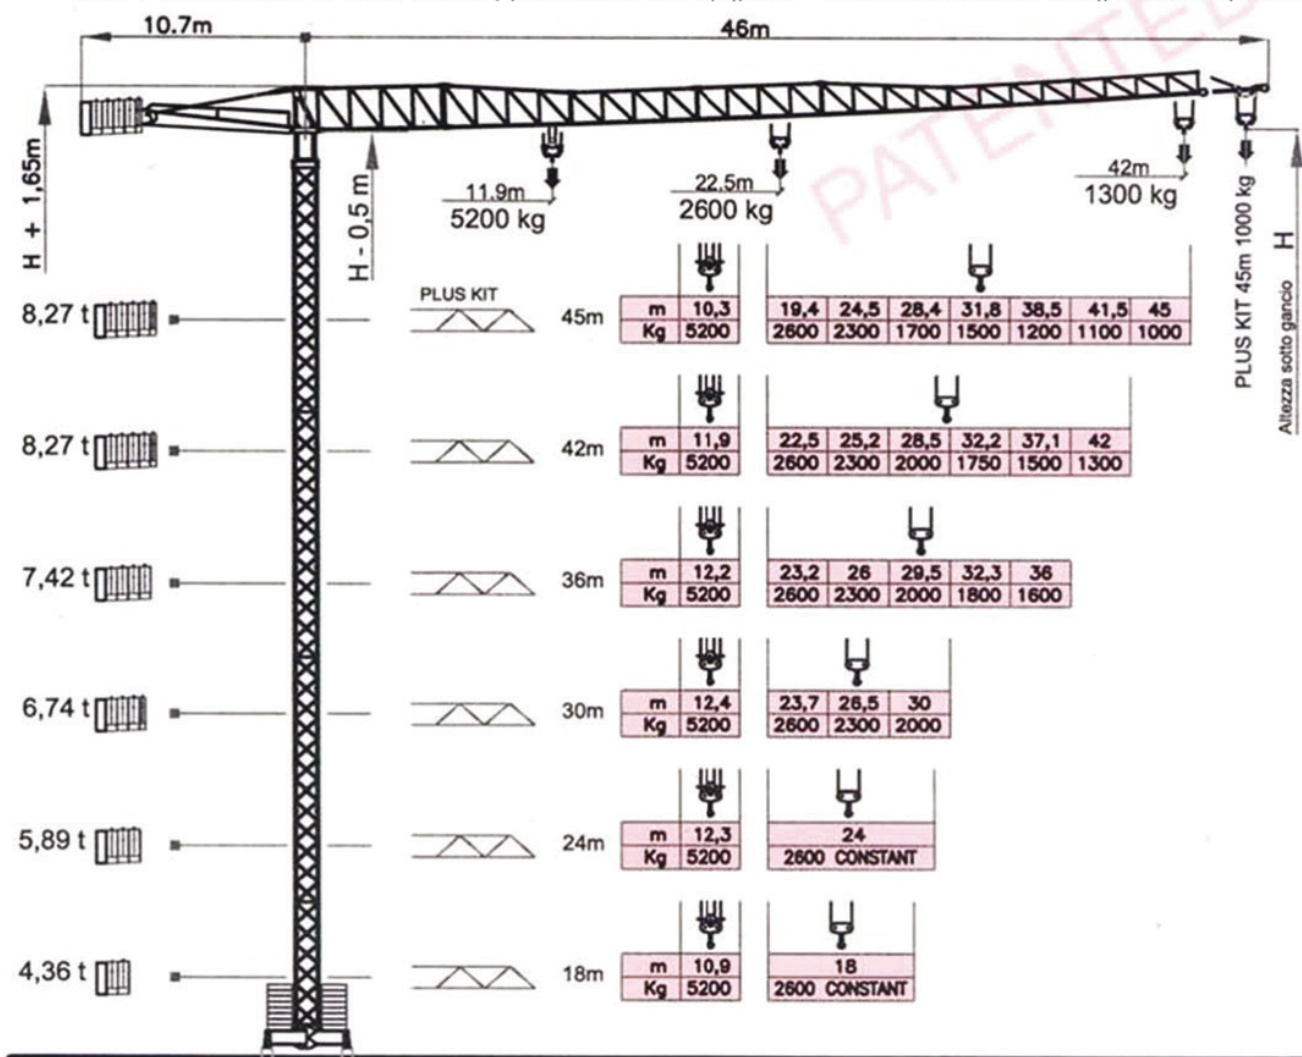 10.7m
46m
PATENTED
H + 1,65m
H - 0,5 m
11.9m
5200 kg
22.5m
2600 kg
42m
1300 kg
PLUS KIT 45m 1000 kg
H
Altezza sotto gancio
8,27 t
PLUS KIT
45m
m 10,3 19,4 24,5 28,4 31,8 38,5 41,5 45
Kg 5200 2600 2300 1700 1500 1200 1100 1000
8,27 t
42m
m 11,9 22,5 25,2 28,5 32,2 37,1 42
Kg 5200 2600 2300 2000 1750 1500 1300
7,42 t
36m
m 12,2 23,2 26 29,5 32,3 36
Kg 5200 2600 2300 2000 1800 1600
6,74 t
30m
m 12,4 23,7 26,5 30
Kg 5200 2600 2300 2000
5,89 t
24m
m 12,3 24
Kg 5200 2600 CONSTANT
4,36 t
18m
m 10,9 18
Kg 5200 2600 CONSTANT